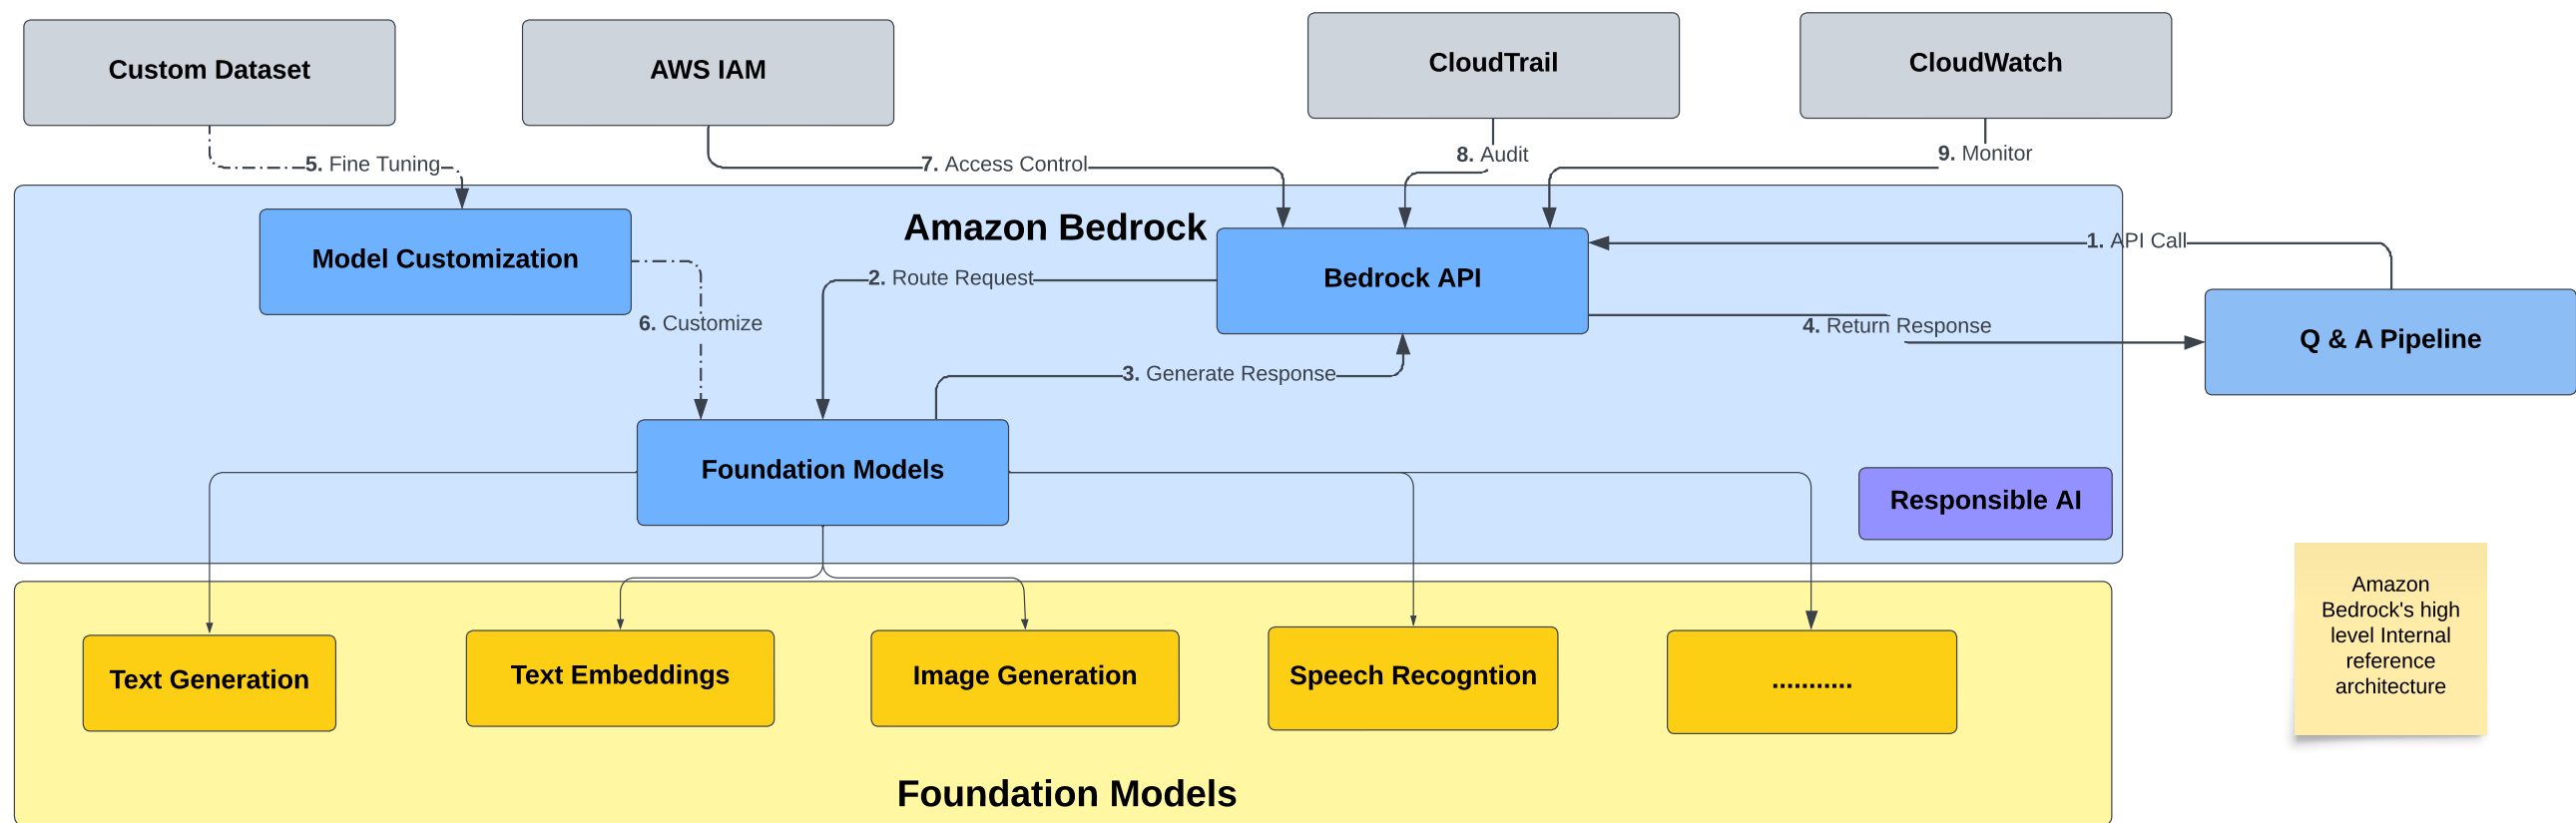 Custom Dataset
AWS IAM
CloudTrail
CloudWatch
5. Fine Tuning
7. Access Control
8. Audit
9. Monitor
Amazon Bedrock
Model Customization
Bedrock API
1. API Call
2. Route Request
6. Customize
4. Return Response
Q & A Pipeline
3. Generate Response
Foundation Models
Responsible AI
Text Generation
Text Embeddings
Image Generation
Speech Recogntion
...........
Foundation Models
Amazon
Bedrock's high
level Internal
reference
architecture